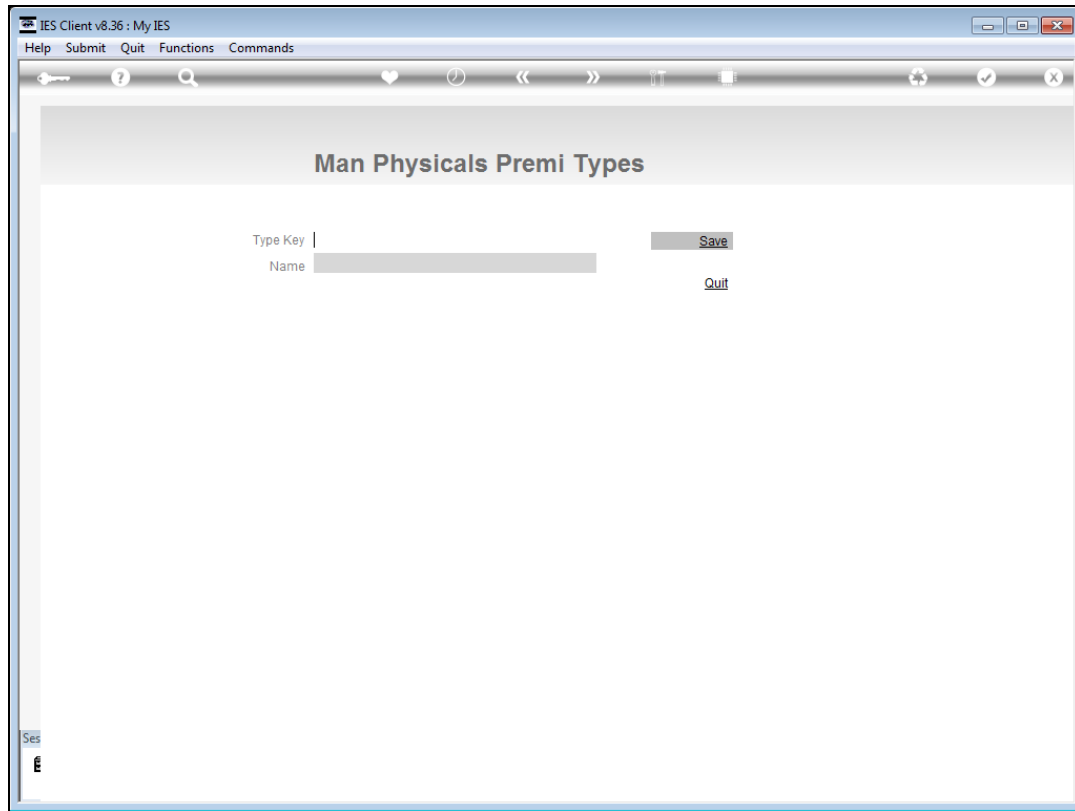 IES Client v8.36 : My IES
Help Submit Quit Functions Commands
Man Physicals Premi Types
Type Key
Save
Name
Quit
Ses